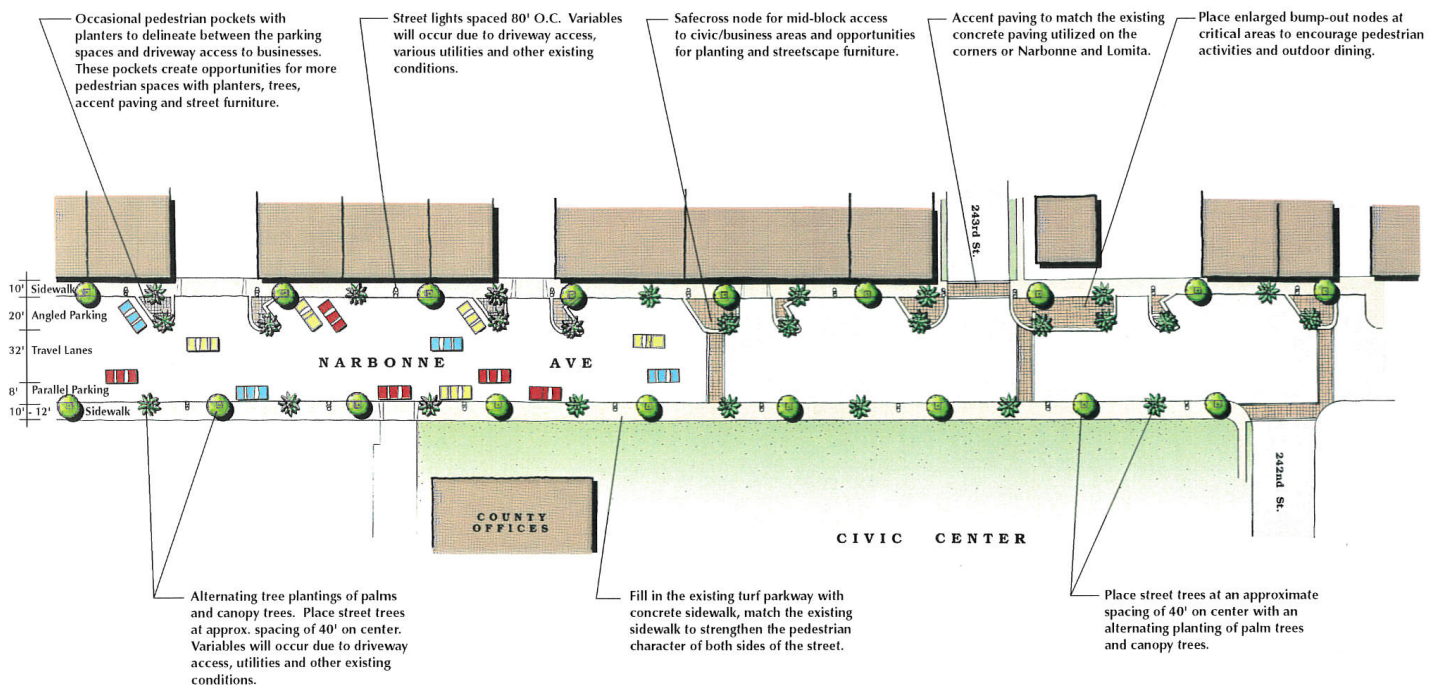 Occasional pedestrian pockets with
planters to delineate between the parking
spaces and driveway access to businesses.
These pockets create opportunities for more
pedestrian spaces with planters, trees,
accent paving and street furniture.
Street lights spaced 80' O.C. Variables
will occur due to driveway access,
various utilities and other existing
conditions.
Safecross node for mid-block access
to civic/business areas and opportunities
for planting and streetscape furniture.
Accent paving to match the existing
concrete paving utilized on the
corners or Narbonne and Lomita.
Place enlarged bump-out nodes at
critical areas to encourage pedestrian
activities and outdoor dining.
243rd St.
10' Sidewalk
20' Angled Parking
32' Travel Lanes
NARBONNE AVE
8' Parallel Parking
10' - 12' Sidewalk
242nd St.
COUNTY
OFFICES
CIVIC CENTER
Alternating tree plantings of palms
and canopy trees. Place street trees
at approx. spacing of 40' on center.
Variables will occur due to driveway
access, utilities and other existing
conditions.
Fill in the existing turf parkway with
concrete sidewalk, match the existing
sidewalk to strengthen the pedestrian
character of both sides of the street.
Place street trees at an approximate
spacing of 40' on center with an
alternating planting of palm trees
and canopy trees.